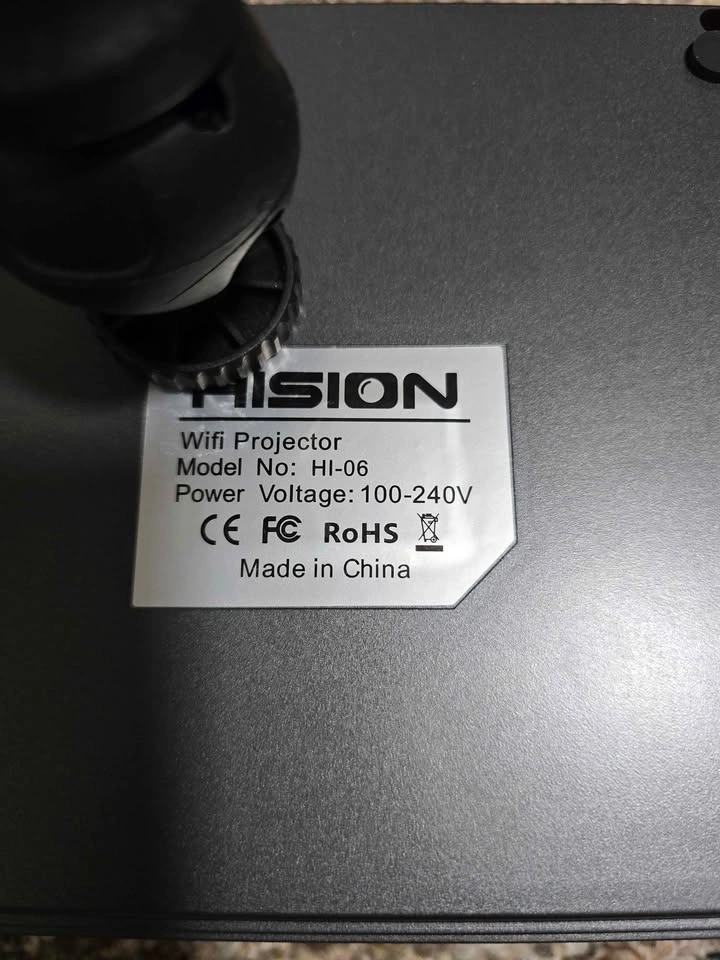 HISION
Wifi Projector
Model No: HI-06
Power Voltage: 100-240V
CE FC RoHS
Made in China